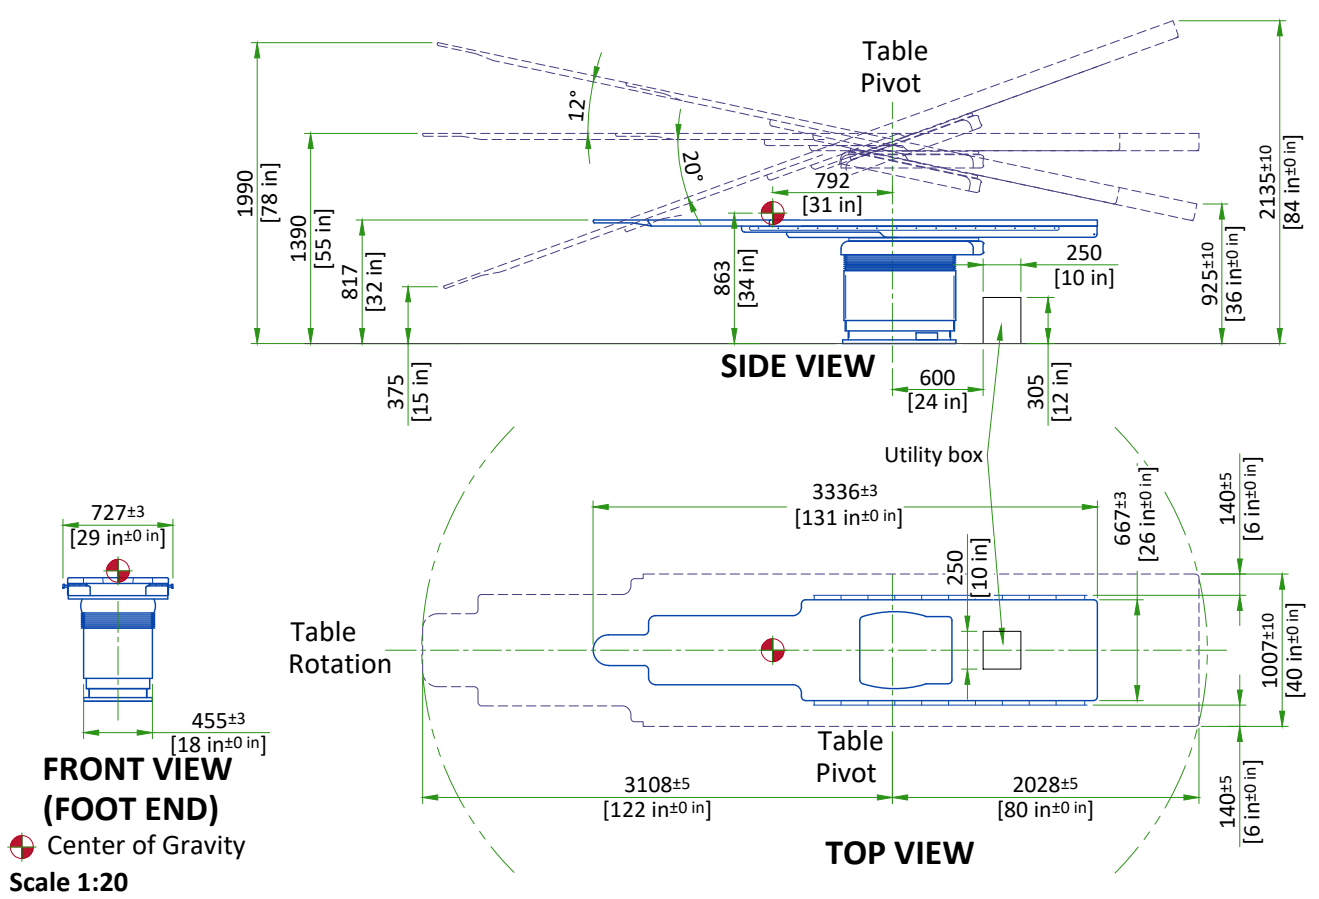 Table
Pivot
12°
20°
1990
[78 in]
1390
[55 in]
817
[32 in]
375
[15 in]
792
[31 in]
863
[34 in]
250
[10 in]
2135±10
[84 in±0 in]
925±10
[36 in±0 in]
SIDE VIEW
600
[24 in]
305
[12 in]
Utility box
3336±3
[131 in±0 in]
667±3
[26 in±0 in]
140±5
[6 in±0 in]
250
[10 in]
727±3
[29 in±0 in]
Table
Rotation
1007±10
[40 in±0 in]
455±3
[18 in±0 in]
Table
Pivot
3108±5
[122 in±0 in]
2028±5
[80 in±0 in]
140±5
[6 in±0 in]
FRONT VIEW
(FOOT END)
TOP VIEW
Center of Gravity
Scale 1:20